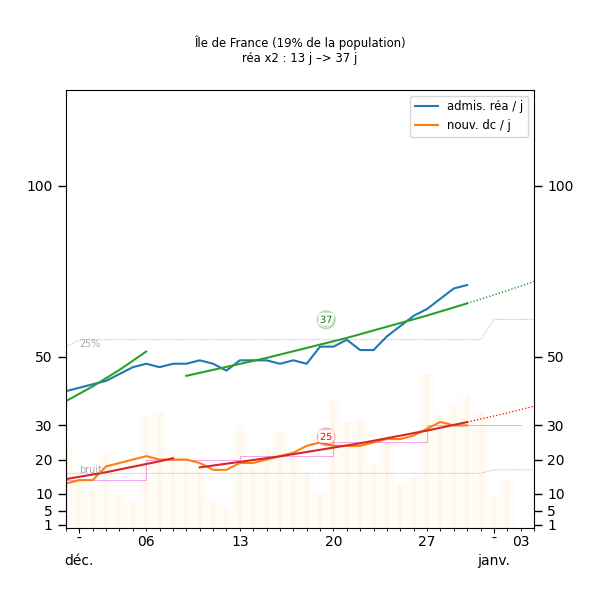 Île de France (19% de la population)
réa x2 : 13 j –> 37 j
admis. réa / j
nouv. dc / j
100
100
37
25%
50
50
25
30
30
bruit
20
20
10
10
5
5
1
1
- 06 13 20 27 - 03
déc. janv.